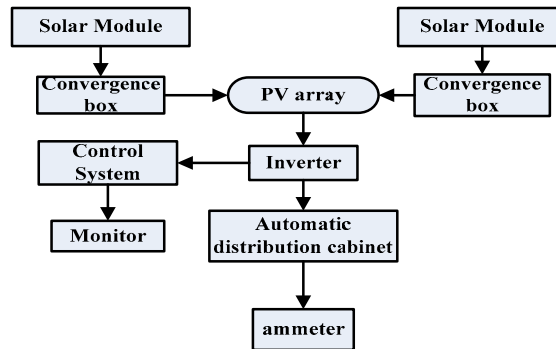 Solar Module
Solar Module
Convergence
box
PV array
Convergence
box
Control
System
Inverter
Monitor
Automatic
distribution cabinet
ammeter